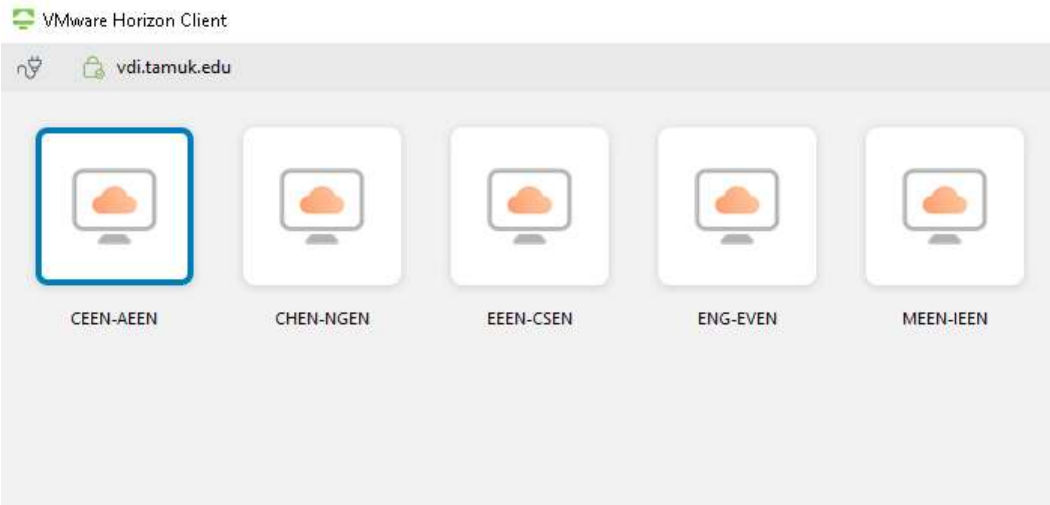 VMware Horizon Client
vdi.tamuk.edu
CEEN-AEEN
CHEN-NGEN
EEEN-CSEN
ENG-EVEN
MEEN-IEEN